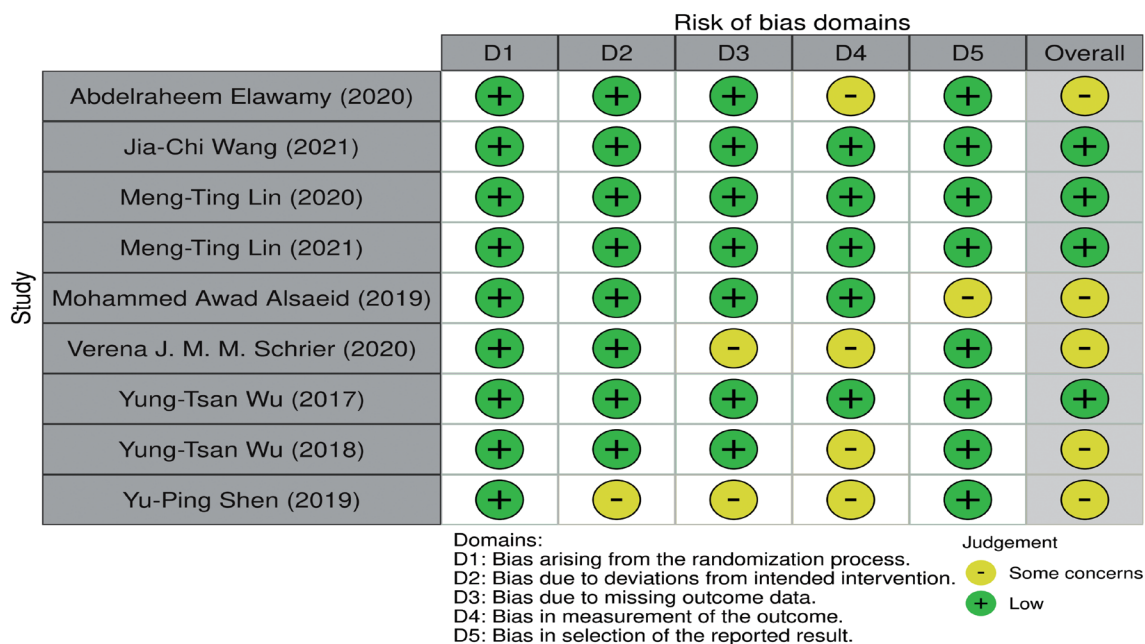 Risk of bias domains
D1 D2 D3 D4 D5 Overall
Study
Abdelraheem Elawamy (2020) + + + - + -
Jia-Chi Wang (2021) + + + + + +
Meng-Ting Lin (2020) + + + + + +
Meng-Ting Lin (2021) + + + + + +
Mohammed Awad Alsaeid (2019) + + + + - -
Verena J. M. M. Schrier (2020) + + - - + -
Yung-Tsan Wu (2017) + + + + + +
Yung-Tsan Wu (2018) + + + - + -
Yu-Ping Shen (2019) + - - - + -
Domains:
D1: Bias arising from the randomization process.
D2: Bias due to deviations from intended intervention.
D3: Bias due to missing outcome data.
D4: Bias in measurement of the outcome.
D5: Bias in selection of the reported result.
Judgement
- Some concerns
+ Low